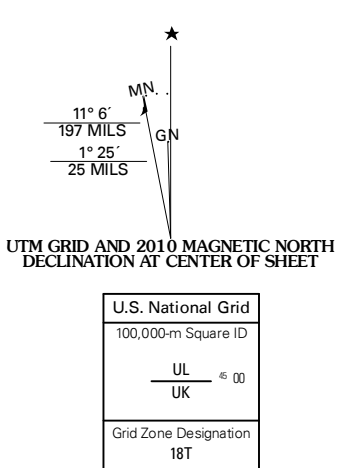 ★
MN
11° 6´
197 MILS
GN
1° 25´
25 MILS
UTM GRID AND 2010 MAGNETIC NORTH
DECLINATION AT CENTER OF SHEET
U.S. National Grid
100,000-m Square ID
UL
45 00
UK
Grid Zone Designation
18T